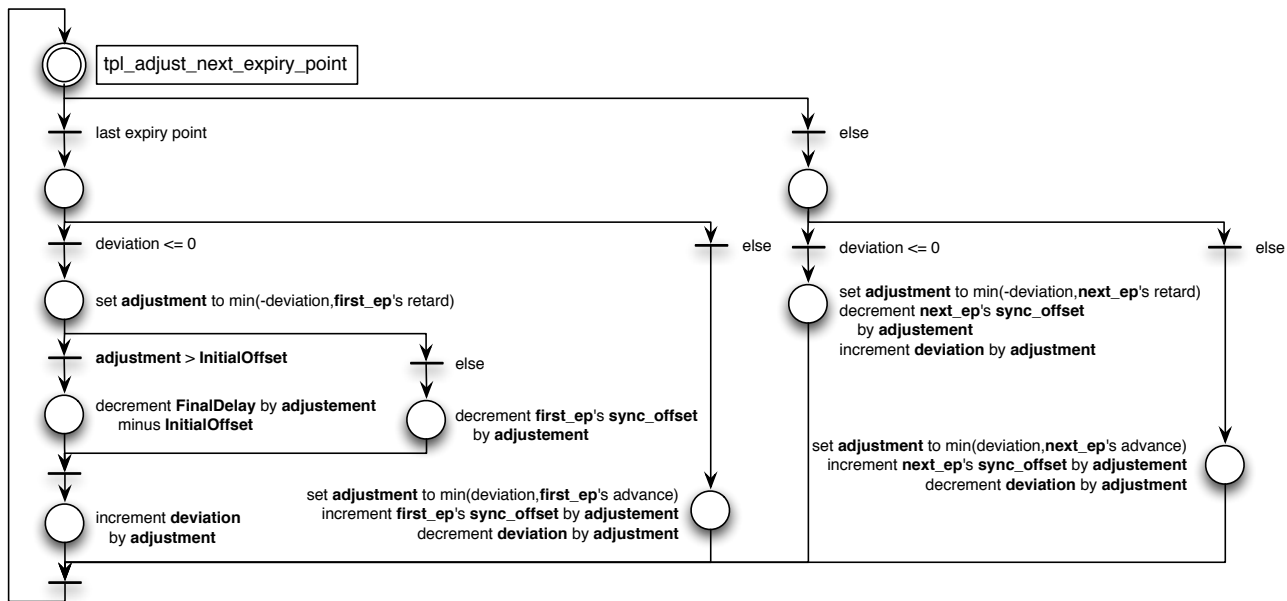 tpl_adjust_next_expiry_point
last expiry point
else
deviation <= 0
else
deviation <= 0
else
set adjustment to min(-deviation,first_ep's retard)
set adjustment to min(-deviation,next_ep's retard)
decrement next_ep's sync_offset
by adjustement
increment deviation by adjustment
adjustment > InitialOffset
else
decrement FinalDelay by adjustement
minus InitialOffset
decrement first_ep's sync_offset
by adjustement
set adjustment to min(deviation,next_ep's advance)
increment next_ep's sync_offset by adjustement
decrement deviation by adjustment
set adjustment to min(deviation,first_ep's advance)
increment first_ep's sync_offset by adjustement
decrement deviation by adjustment
increment deviation
by adjustment